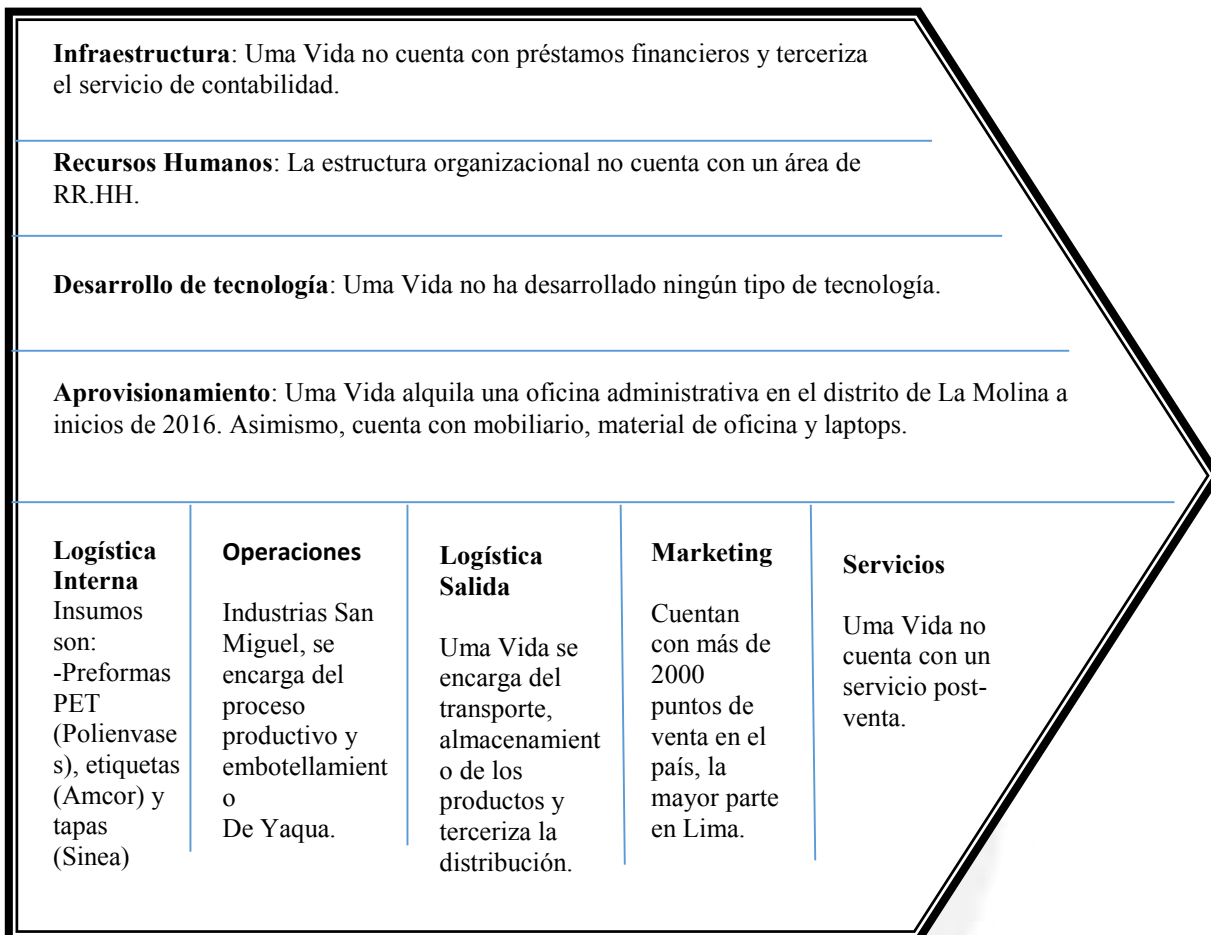 Infraestructura: Uma Vida no cuenta con préstamos financieros y terceriza
el servicio de contabilidad.
Recursos Humanos: La estructura organizacional no cuenta con un área de
RR.HH.
Desarrollo de tecnología: Uma Vida no ha desarrollado ningún tipo de tecnología.
Aprovisionamiento: Uma Vida alquila una oficina administrativa en el distrito de La Molina a
inicios de 2016. Asimismo, cuenta con mobiliario, material de oficina y laptops.
Logística
Interna
Insumos
son:
-Preformas
PET
(Polienvase
s), etiquetas
(Amcor) y
tapas
(Sinea)
Operaciones
Industrias San
Miguel, se
encarga del
proceso
productivo y
embotellamient
o
De Yaqua.
Logística
Salida
Uma Vida se
encarga del
transporte,
almacenamient
o de los
productos y
terceriza la
distribución.
Marketing
Cuentan
con más de
2000
puntos de
venta en el
país, la
mayor parte
en Lima.
Servicios
Uma Vida no
cuenta con un
servicio post-
venta.